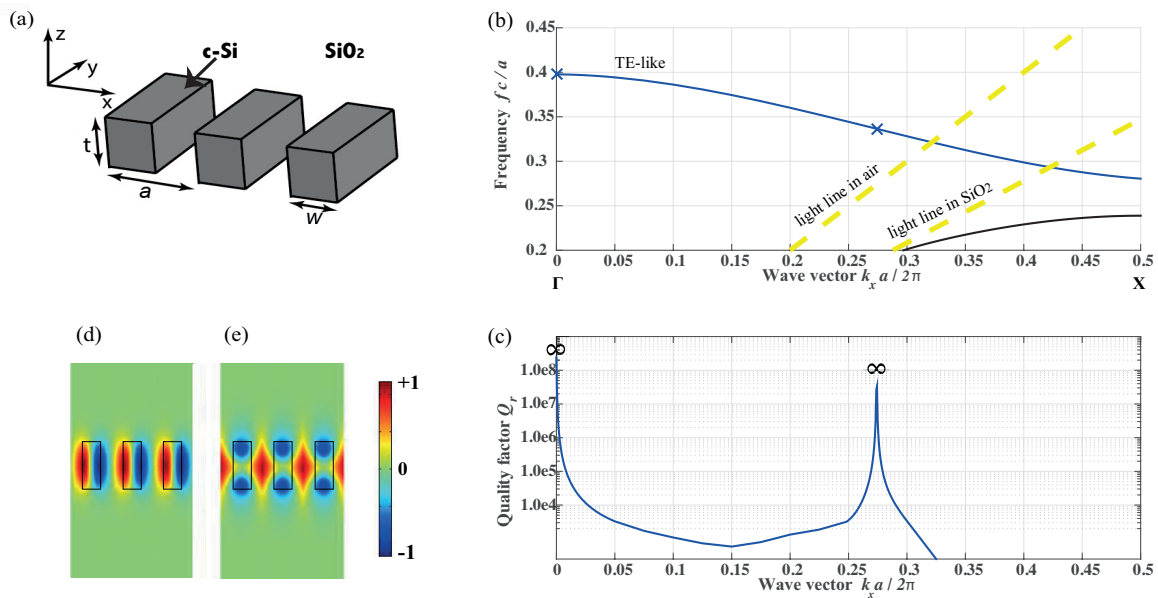 (a)
z
y
x
c-Si
SiO2
t
a
w
(b)
0.45
0.4
0.35
0.3
0.25
0.2
Frequency f c / a
TE-like
light line in air
light line in SiO2
0 0.05 0.1 0.15 0.2 0.25 0.3 0.35 0.4 0.45 0.5
Wave vector kx a / 2π
Γ X
(d) (e)
+1
0
-1
(c)
∞
∞
1.0e8
1.0e7
1.0e6
1.0e5
1.0e4
Quality factor Qr
0 0.05 0.1 0.15 0.2 0.25 0.3 0.35 0.4 0.45 0.5
Wave vector kx a / 2π